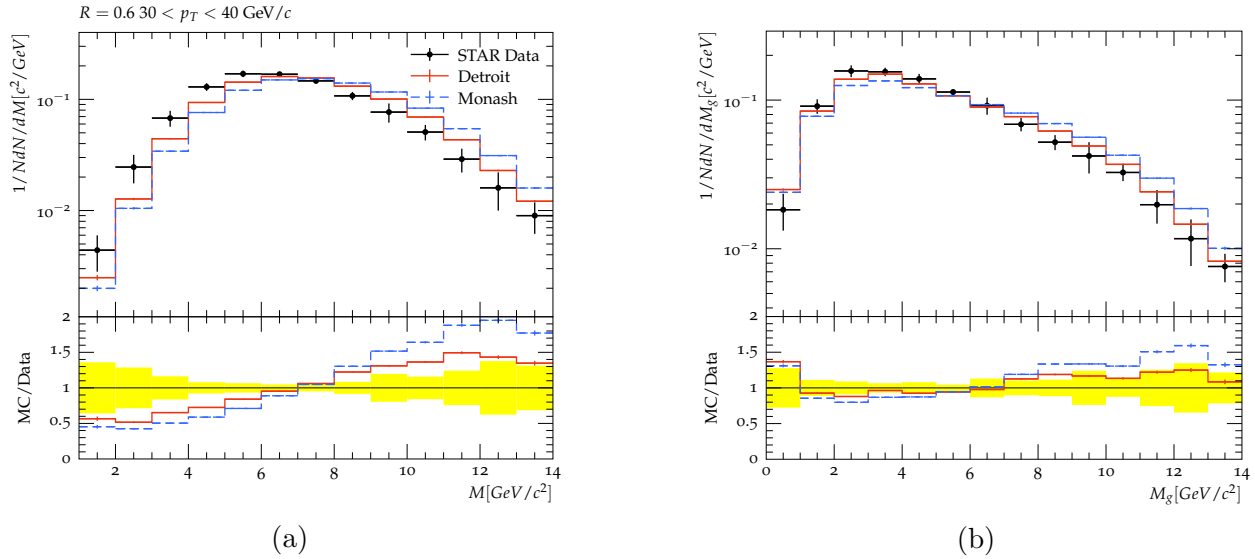 R = 0.6 30 < p_T < 40 GeV/c
1/NdN/dM[c²/GeV]
10⁻¹
10⁻²
STAR Data
Detroit
Monash
MC/Data
2
1.5
1
0.5
0
2 4 6 8 10 12 14
M[GeV/c²]
(a)
1/NdN/dM_g[c²/GeV]
10⁻¹
10⁻²
MC/Data
2
1.5
1
0.5
0
0 2 4 6 8 10 12 14
M_g[GeV/c²]
(b)